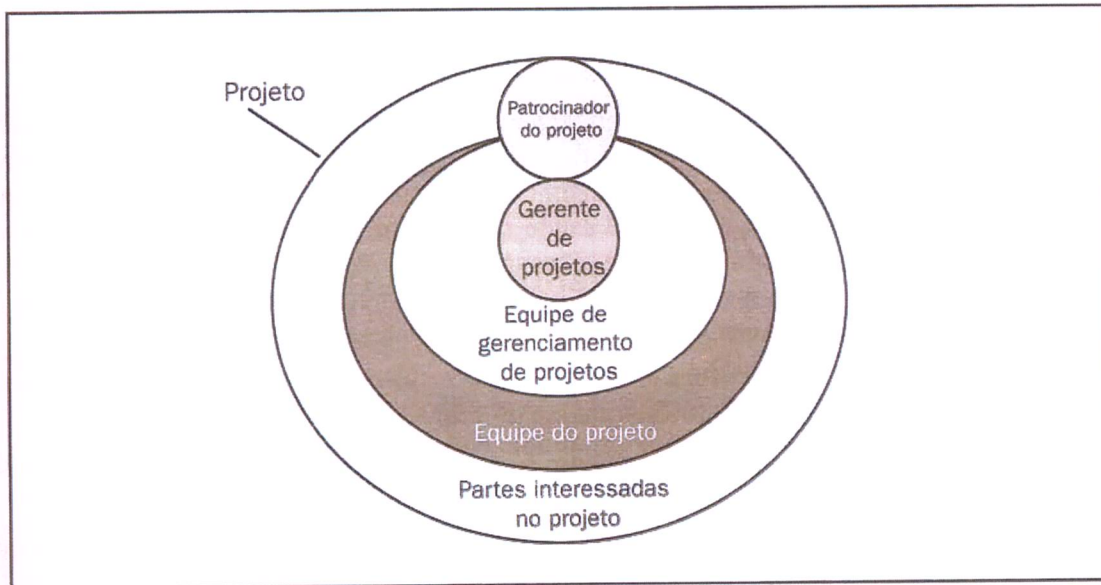 Projeto
Patrocinador
do projeto
Gerente
de
projetos
Equipe de
gerenciamento
de projetos
Equipe do projeto
Partes interessadas
no projeto